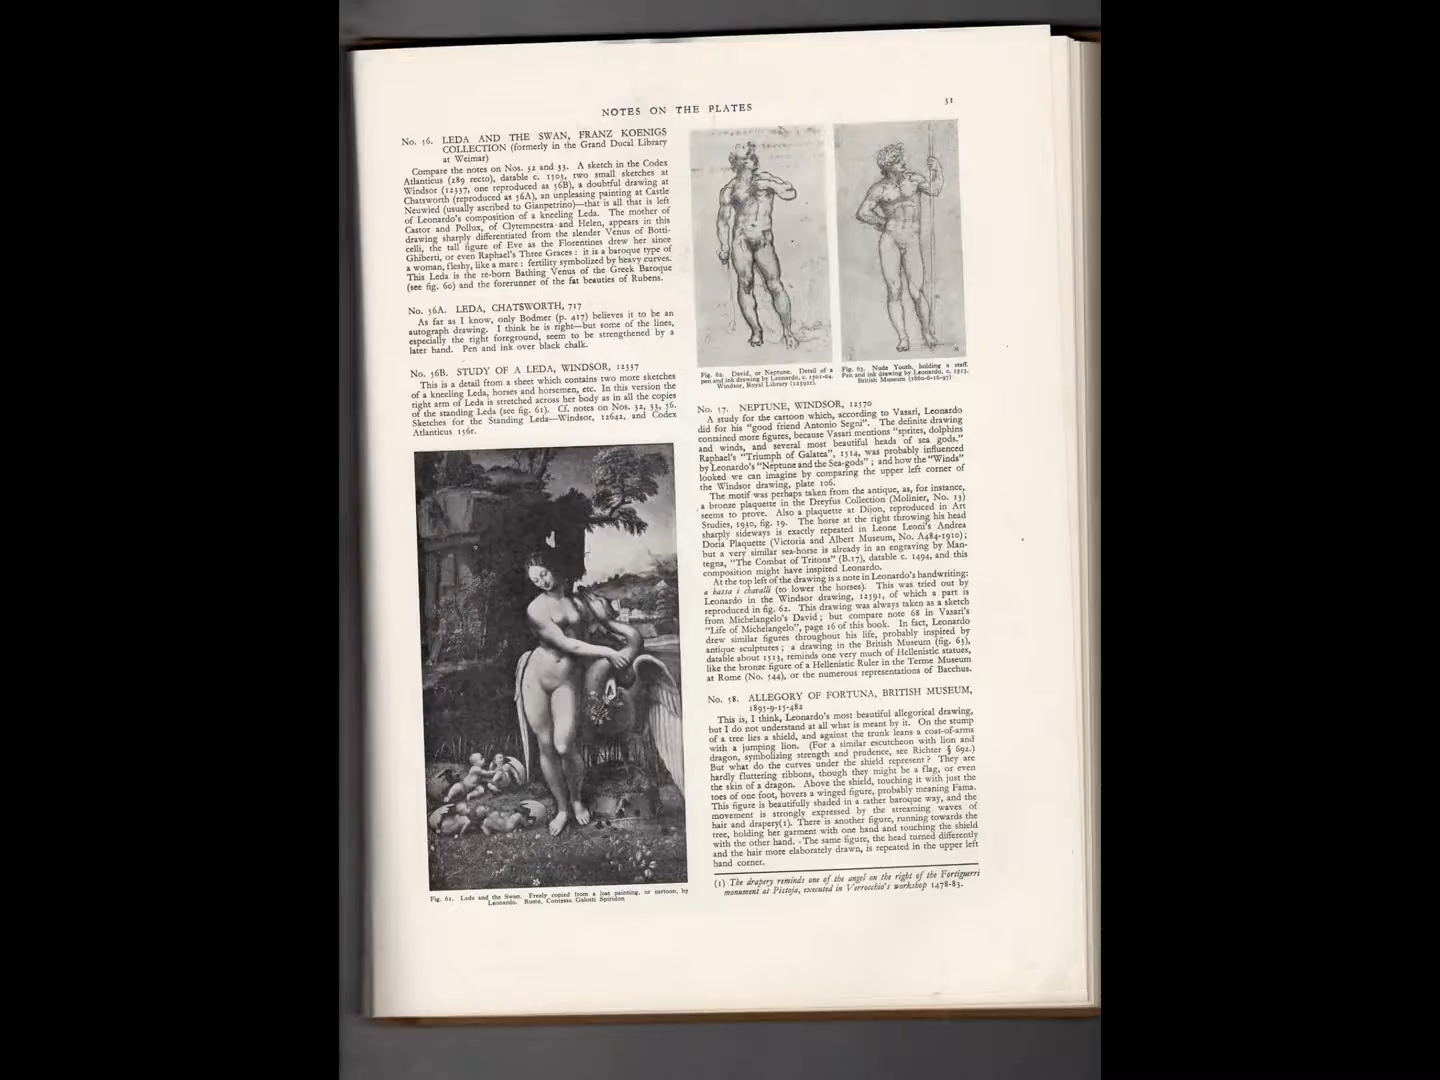 NOTES ON THE PLATES
31
No. 56. LEDA AND THE SWAN, FRANZ KOENIGS
COLLECTION (formerly in the Grand Ducal Library
at Weimar)
Compare the notes on Nos. 32 and 33. A sketch in the Codex
Atlanticus (289 recto), datable c. 1503, two small sketches at
Windsor (12337, one reproduced as 56B), a doubtful drawing at
Chatsworth (reproduced as 56A), an unpleasing painting at Castle
Neuwied (usually ascribed to Gianpetrino)—that is all that is left
of Leonardo's composition of a kneeling Leda. The mother of
Castor and Pollux, of Clytemnestra and Helen, appears in this
drawing sharply differentiated from the slender Venus of Botti-
celli, the tall figure of Eve as the Florentines drew her since
Ghiberti, or even Raphael's Three Graces: it is a baroque type of
a woman, fleshy, like a mare: fertility symbolized by heavy curves.
This Leda is the re-born Bathing Venus of the Greek Baroque
(see fig. 60) and the forerunner of the fat beauties of Rubens.
No. 56A. LEDA, CHATSWORTH, 717
As far as I know, only Bodmer (p. 417) believes it to be an
autograph drawing. I think he is right—but some of the lines,
especially the right foreground, seem to be strengthened by a
later hand. Pen and ink over black chalk.
No. 56B. STUDY OF A LEDA, WINDSOR, 12337
This is a detail from a sheet which contains two more sketches
of a kneeling Leda, horses and horsemen, etc. In this version the
right arm of Leda is stretched across her body as in all the copies
of the standing Leda (see fig. 61). Cf. notes on Nos. 32, 33, 56.
Sketches for the Standing Leda—Windsor, 12642, and Codex
Atlanticus 156r.
Fig. 61. Leda and the Swan. Freely copied from a lost painting, or cartoon, by
Leonardo. Rome, Contessa Galotti Spiridon
Fig. 62. David, or Neptune. Detail of a
pen and ink drawing by Leonardo, c. 1501-04.
Windsor, Royal Library (12591r).
Fig. 63. Nude Youth, holding a staff.
Pen and ink drawing by Leonardo, c. 1513.
British Museum (1860-6-16-97)
No. 57. NEPTUNE, WINDSOR, 12570
A study for the cartoon which, according to Vasari, Leonardo
did for his "good friend Antonio Segni". The definite drawing
contained more figures, because Vasari mentions "sprites, dolphins
and winds, and several most beautiful heads of sea gods."
Raphael's "Triumph of Galatea", 1514, was probably influenced
by Leonardo's "Neptune and the Sea-gods"; and how the "Winds"
looked we can imagine by comparing the upper left corner of
the Windsor drawing, plate 106.
The motif was perhaps taken from the antique, as, for instance,
a bronze plaquette in the Dreyfus Collection (Molinier, No. 13)
seems to prove. Also a plaquette at Dijon, reproduced in Art
Studies, 1930, fig. 19. The horse at the right throwing his head
sharply sideways is exactly repeated in Leone Leoni's Andrea
Doria Plaquette (Victoria and Albert Museum, No. A484-1910);
but a very similar sea-horse is already in an engraving by Man-
tegna, "The Combat of Tritons" (B.17), datable c. 1494, and this
composition might have inspired Leonardo.
At the top left of the drawing is a note in Leonardo's handwriting:
a bassa i chavalli (to lower the horses). This was tried out by
Leonardo in the Windsor drawing, 12591, of which a part is
reproduced in fig. 62. This drawing was always taken as a sketch
from Michelangelo's David; but compare note 68 in Vasari's
"Life of Michelangelo", page 16 of this book. In fact, Leonardo
drew similar figures throughout his life, probably inspired by
antique sculptures; a drawing in the British Museum (fig. 63),
datable about 1513, reminds one very much of Hellenistic statues,
like the bronze figure of a Hellenistic Ruler in the Terme Museum
at Rome (No. 544), or the numerous representations of Bacchus.
No. 58. ALLEGORY OF FORTUNA, BRITISH MUSEUM,
1895-9-15-482
This is, I think, Leonardo's most beautiful allegorical drawing,
but I do not understand at all what is meant by it. On the stump
of a tree lies a shield, and against the trunk leans a coat-of-arms
with a jumping lion. (For a similar escutcheon with lion and
dragon, symbolizing strength and prudence, see Richter § 692.)
But what do the curves under the shield represent? They are
hardly fluttering ribbons, though they might be a flag, or even
the skin of a dragon. Above the shield, touching it with just the
toes of one foot, hovers a winged figure, probably meaning Fama.
This figure is beautifully shaded in a rather baroque way, and the
movement is strongly expressed by the streaming waves of
hair and drapery(1). There is another figure, running towards the
tree, holding her garment with one hand and touching the shield
with the other hand. The same figure, the head turned differently
and the hair more elaborately drawn, is repeated in the upper left
hand corner.
(1) The drapery reminds one of the angel on the right of the Fortiguerri
monument at Pistoja, executed in Verrocchio's workshop 1478-83.